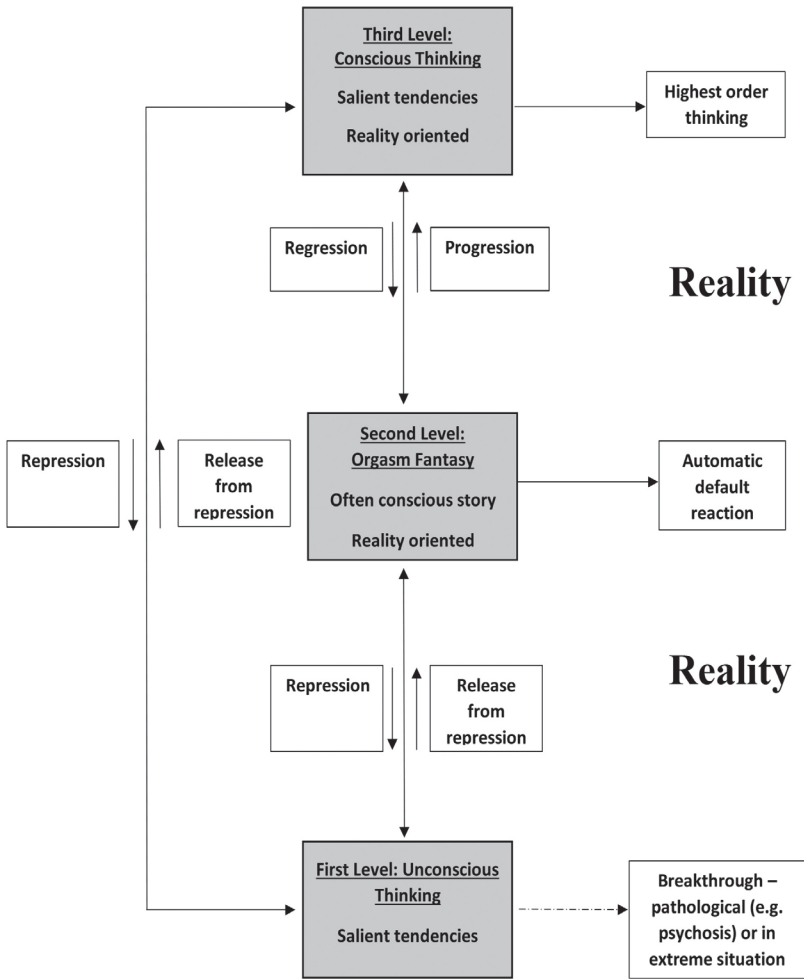 Third Level:
Conscious Thinking
Salient tendencies
Reality oriented
Highest order
thinking
Regression
Progression
Reality
Repression
Release
from
repression
Second Level:
Orgasm Fantasy
Often conscious story
Reality oriented
Automatic
default
reaction
Repression
Release
from
repression
Reality
First Level: Unconscious
Thinking
Salient tendencies
Breakthrough –
pathological (e.g.
psychosis) or in
extreme situation